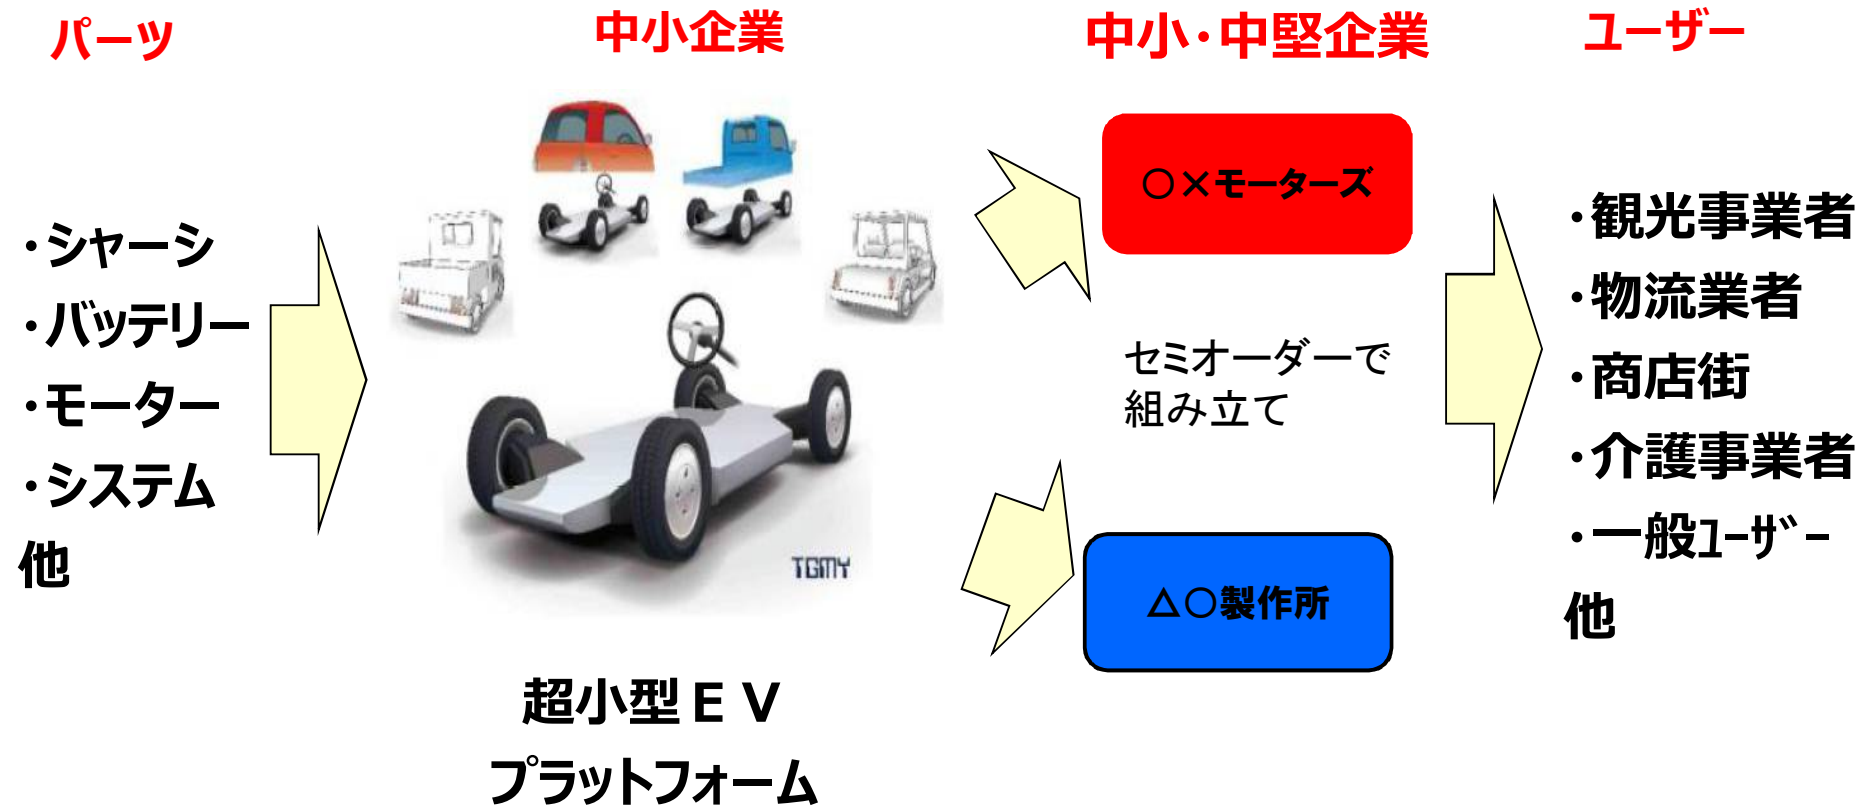 パーツ
・シャーシ
・バッテリー
・モーター
・システム
他
中小企業
TGMY
超小型ＥＶ
プラットフォーム
中小・中堅企業
○×モーターズ
セミオーダーで
組み立て
△○製作所
ユーザー
・観光事業者
・物流業者
・商店街
・介護事業者
・一般ﾕｰｻﾞｰ
他